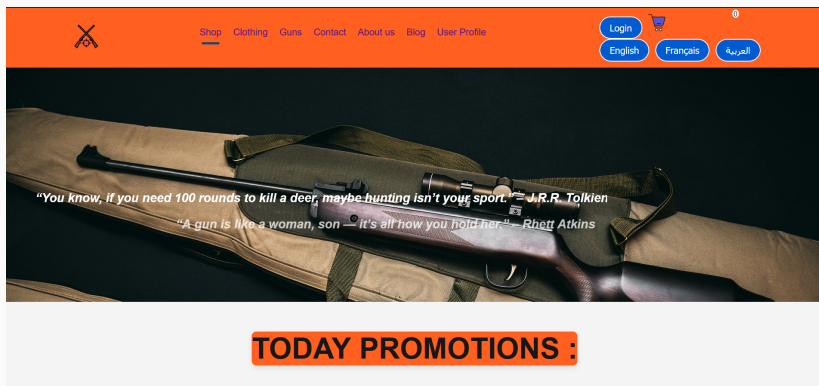 Shop Clothing Guns Contact About us Blog User Profile
Login
0
English Français العربية
“You know, if you need 100 rounds to kill a deer, maybe hunting isn’t your sport.” – J.R.R. Tolkien
“A gun is like a woman, son — it’s all how you hold her.” – Rhett Atkins
TODAY PROMOTIONS :